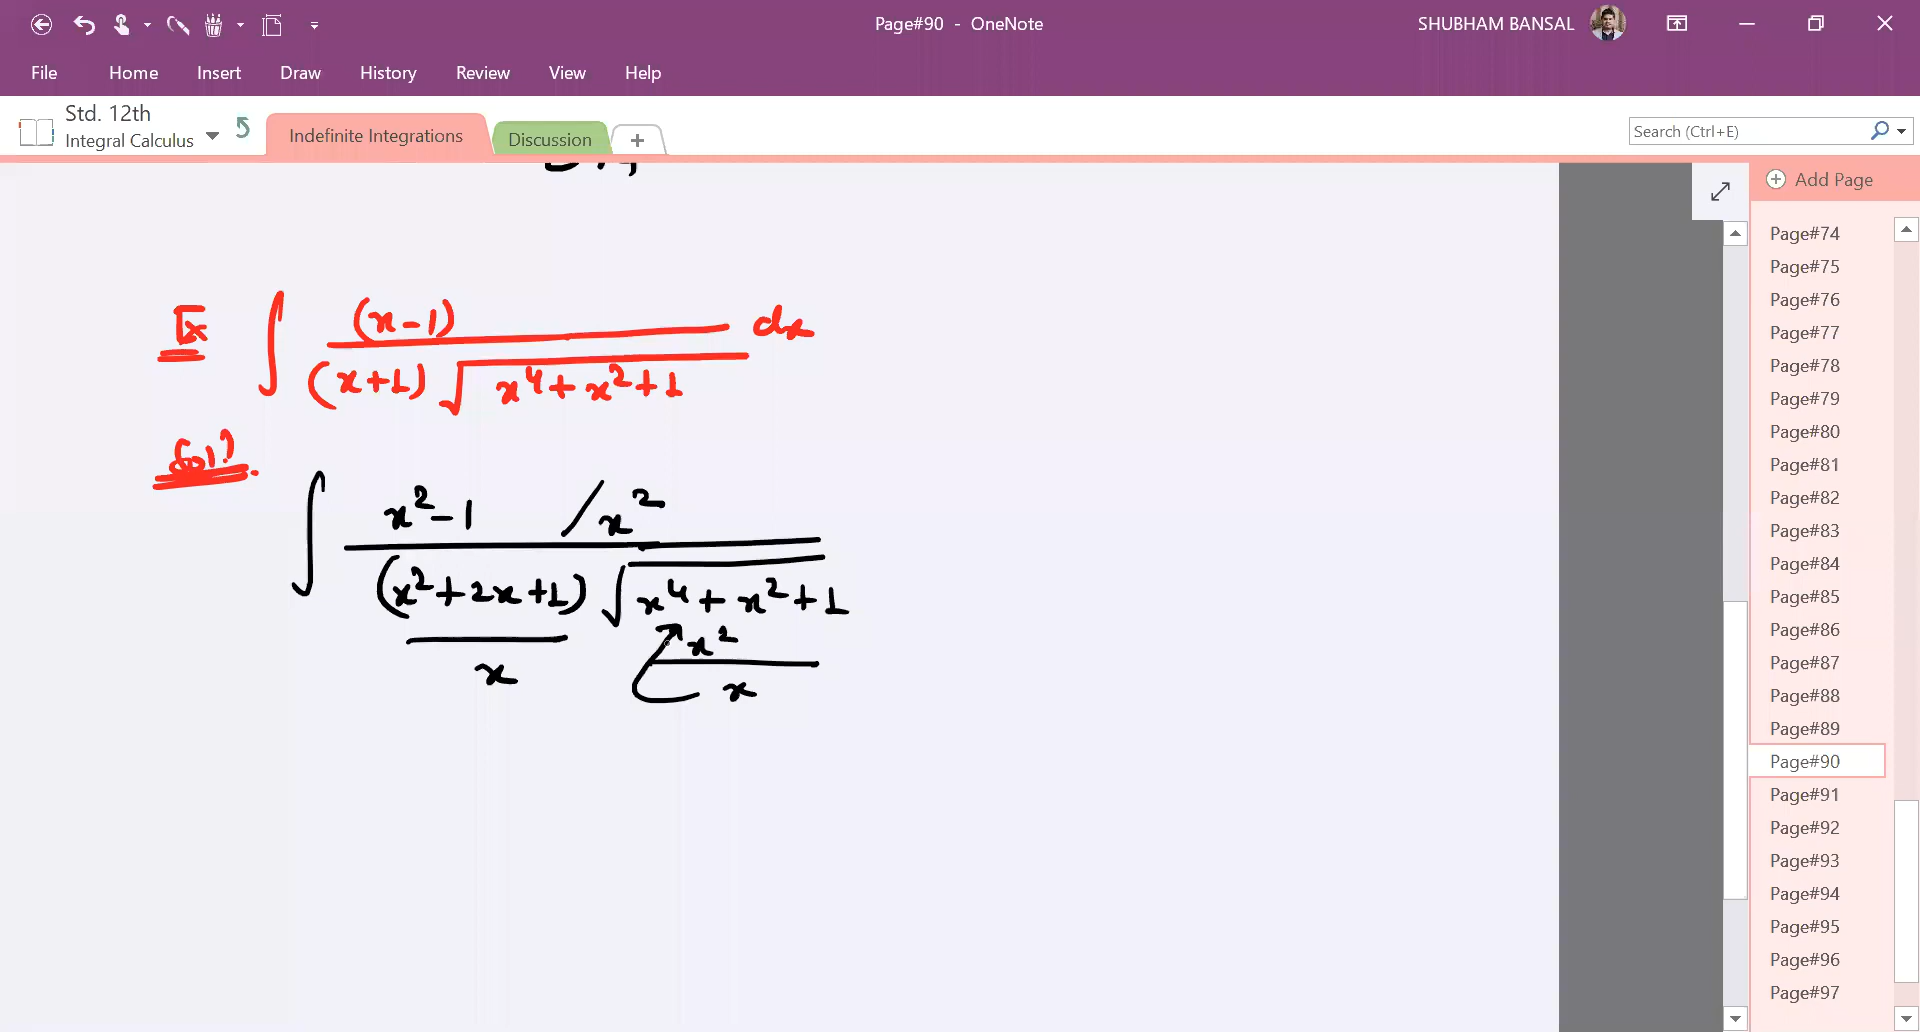 Page#90 - OneNote
SHUBHAM BANSAL
File Home Insert Draw History Review View Help
Std. 12th
Integral Calculus
Indefinite Integrations
Discussion
+
Search (Ctrl+E)
Add Page
Page#74
Page#75
Page#76
Page#77
Page#78
Page#79
Page#80
Page#81
Page#82
Page#83
Page#84
Page#85
Page#86
Page#87
Page#88
Page#89
Page#90
Page#91
Page#92
Page#93
Page#94
Page#95
Page#96
Page#97
Ex ∫ (x-1) / (x+1) √(x⁴+x²+1) dx
Sol?
∫ x²-1 /x²
(x²+2x+1) √(x⁴+x²+1)
x²
x x